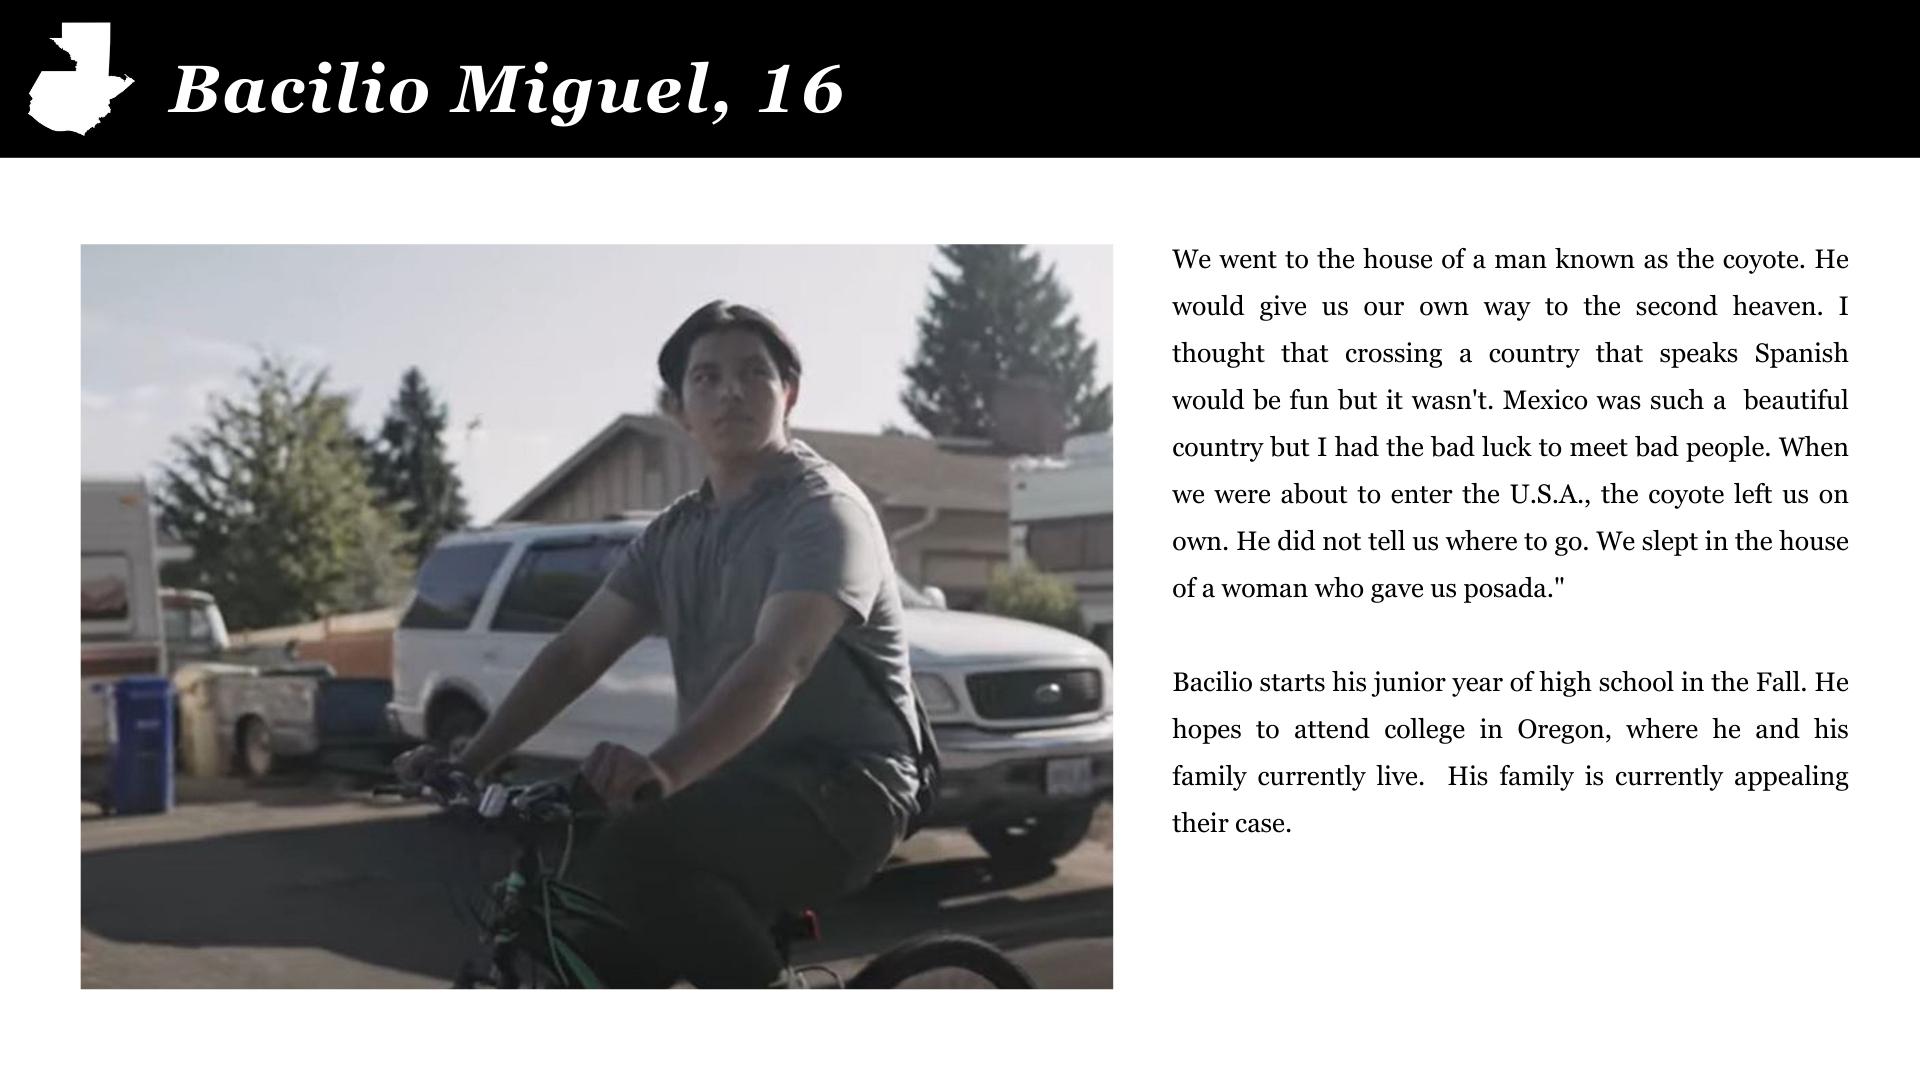 Bacilio Miguel, 16
We went to the house of a man known as the coyote. He
would give us our own way to the second heaven. I
thought that crossing a country that speaks Spanish
would be fun but it wasn't. Mexico was such a  beautiful
country but I had the bad luck to meet bad people. When
we were about to enter the U.S.A., the coyote left us on
own. He did not tell us where to go. We slept in the house
of a woman who gave us posada."
Bacilio starts his junior year of high school in the Fall. He
hopes to attend college in Oregon, where he and his
family currently live.  His family is currently appealing
their case.